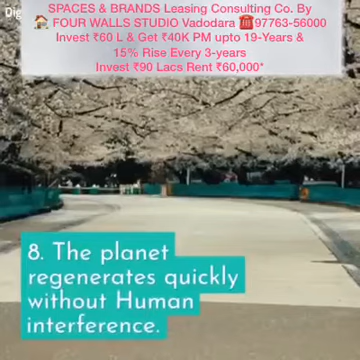 Dig
SPACES & BRANDS Leasing Consulting Co. By
🏠 FOUR WALLS STUDIO Vadodara ☎️97763-56000
Invest ₹60 L & Get ₹40K PM upto 19-Years &
15% Rise Every 3-years
Invest ₹90 Lacs Rent ₹60,000*
8. The planet
regenerates quickly
without Human
interference.